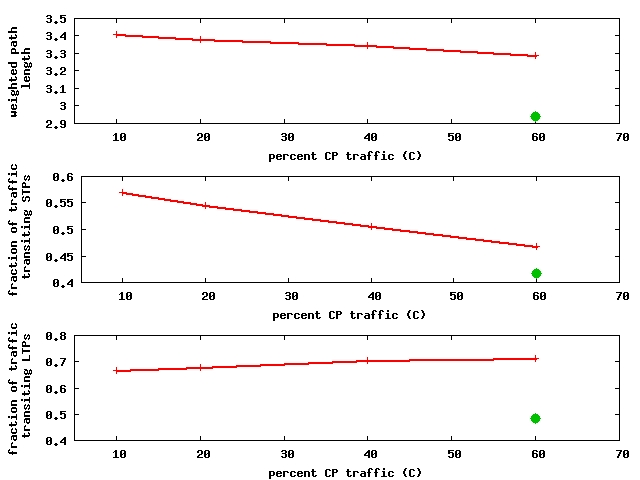 weighted path
length
3.5
3.4
3.3
3.2
3.1
3
2.9
10 20 30 40 50 60 70
percent CP traffic (C)
fraction of traffic
transiting STPs
0.6
0.55
0.5
0.45
0.4
10 20 30 40 50 60 70
percent CP traffic (C)
fraction of traffic
transiting LTPs
0.8
0.7
0.6
0.5
0.4
10 20 30 40 50 60 70
percent CP traffic (C)